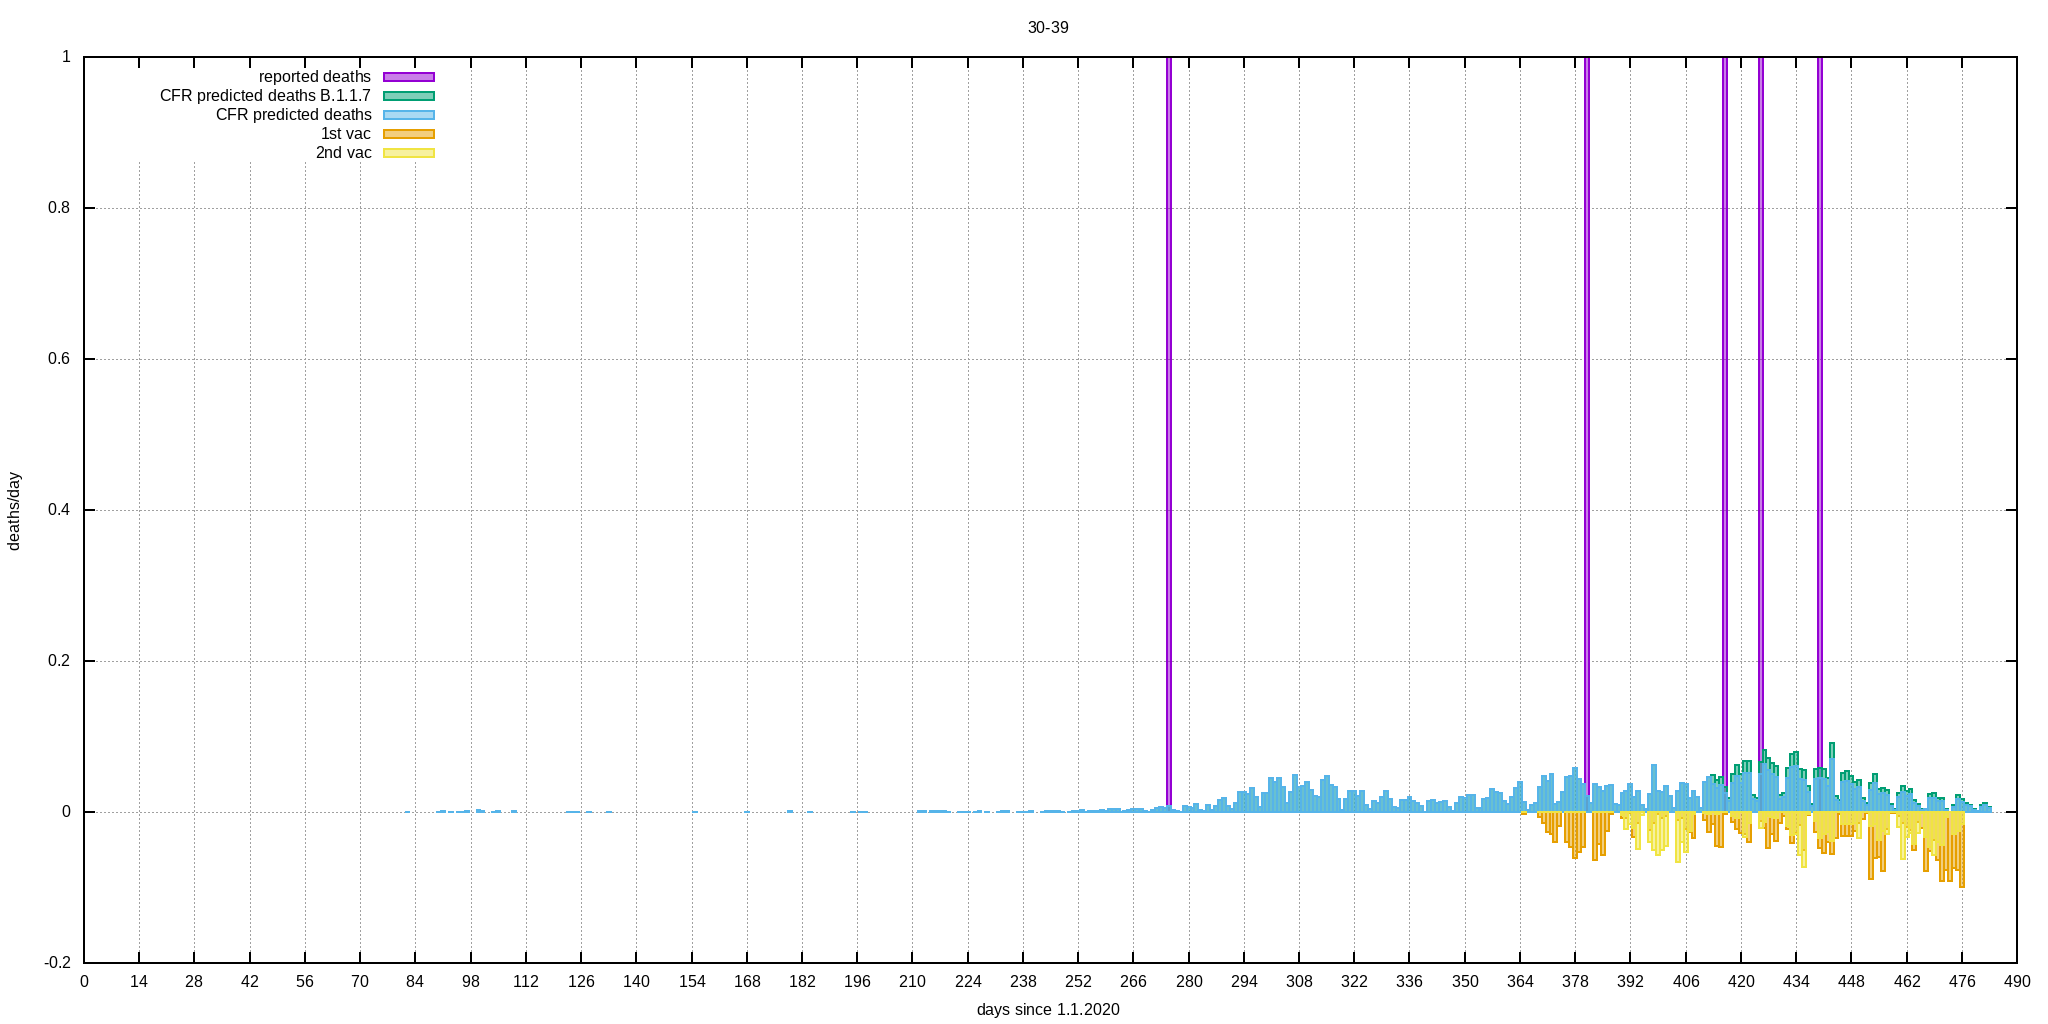 30-39
reported deaths
CFR predicted deaths B.1.1.7
CFR predicted deaths
1st vac
2nd vac
1
0.8
0.6
0.4
0.2
0
-0.2
deaths/day
0 14 28 42 56 70 84 98 112 126 140 154 168 182 196 210 224 238 252 266 280 294 308 322 336 350 364 378 392 406 420 434 448 462 476 490
days since 1.1.2020